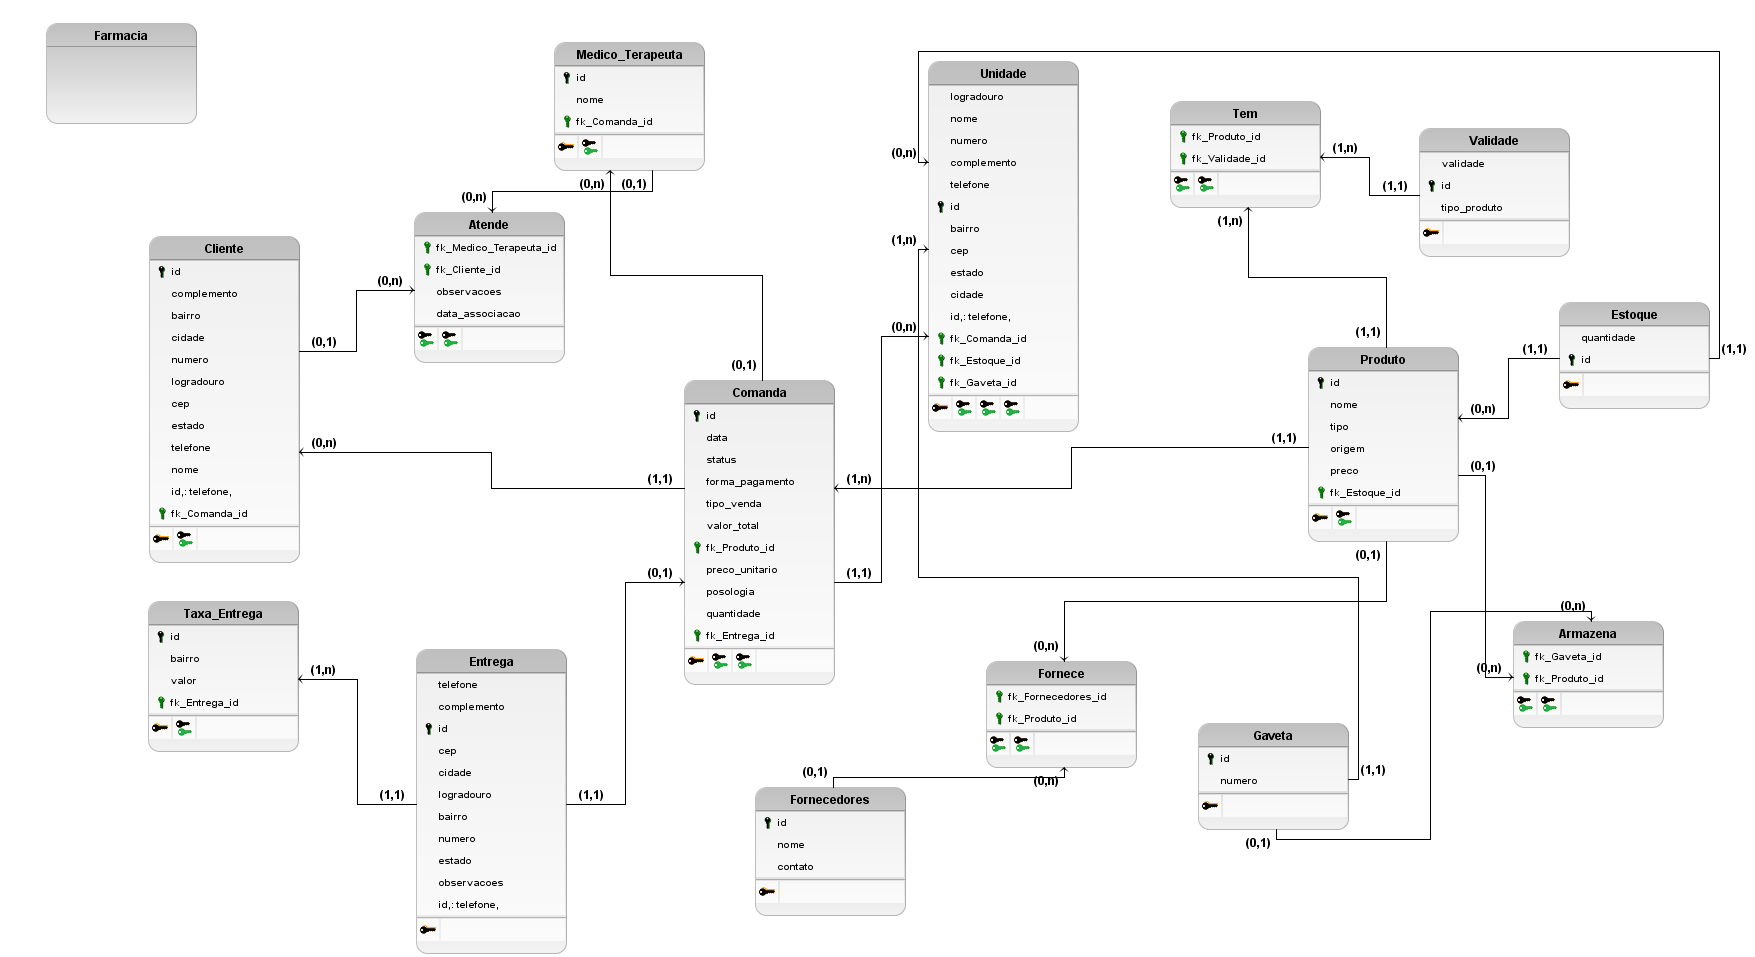 Farmacia
Medico_Terapeuta
id
nome
fk_Comanda_id
(0,n)
(0,1)
(0,n)
Atende
fk_Medico_Terapeuta_id
fk_Cliente_id
observacoes
data_associacao
(0,n)
(0,1)
Cliente
id
complemento
bairro
cidade
numero
logradouro
cep
estado
telefone
nome
id,: telefone,
fk_Comanda_id
(0,n)
(1,1)
(0,1)
Comanda
id
data
status
forma_pagamento
tipo_venda
valor_total
fk_Produto_id
preco_unitario
posologia
quantidade
fk_Entrega_id
(0,1)
(1,1)
(1,n)
Unidade
logradouro
nome
numero
complemento
telefone
id
bairro
cep
estado
cidade
id,: telefone,
fk_Comanda_id
fk_Estoque_id
fk_Gaveta_id
(0,n)
(1,n)
(0,n)
Tem
fk_Produto_id
fk_Validade_id
(1,n)
(1,n)
(1,1)
Validade
validade
id
tipo_produto
Estoque
quantidade
id
(1,1)
(1,1)
(0,n)
(1,1)
Produto
id
nome
tipo
origem
preco
fk_Estoque_id
(1,1)
(0,1)
(0,1)
Taxa_Entrega
id
bairro
valor
fk_Entrega_id
(1,n)
(1,1)
Entrega
telefone
complemento
id
cep
cidade
logradouro
bairro
numero
estado
observacoes
id,: telefone,
(1,1)
(0,n)
Fornece
fk_Fornecedores_id
fk_Produto_id
(0,n)
(0,1)
Fornecedores
id
nome
contato
Gaveta
id
numero
(1,1)
(0,1)
(0,n)
Armazena
fk_Gaveta_id
fk_Produto_id
(0,n)